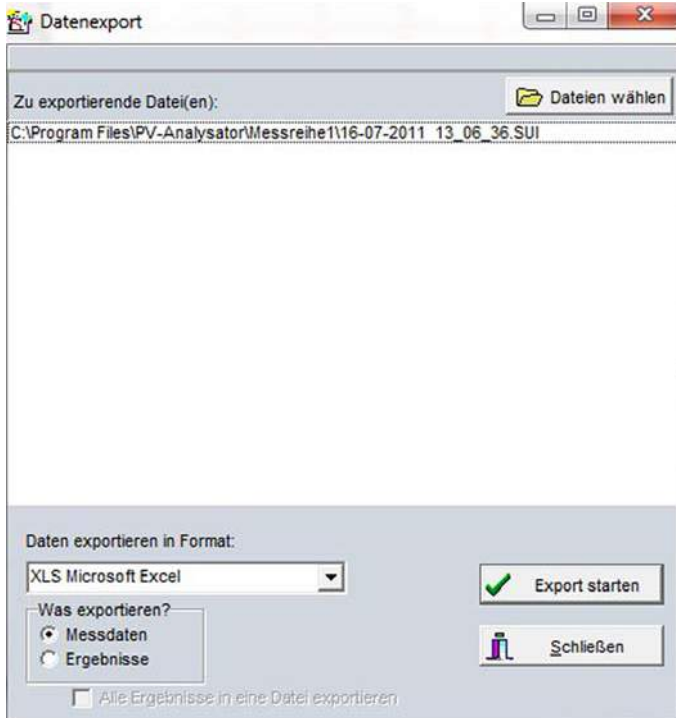 Datenexport
Zu exportierende Datei(en):
Dateien wählen
C:\Program Files\PV-Analysator\Messreihe1\16-07-2011 13_06_36.SUI
Daten exportieren in Format:
XLS Microsoft Excel
Export starten
Was exportieren?
Messdaten
Ergebnisse
Schließen
Alle Ergebnisse in eine Datei exportieren